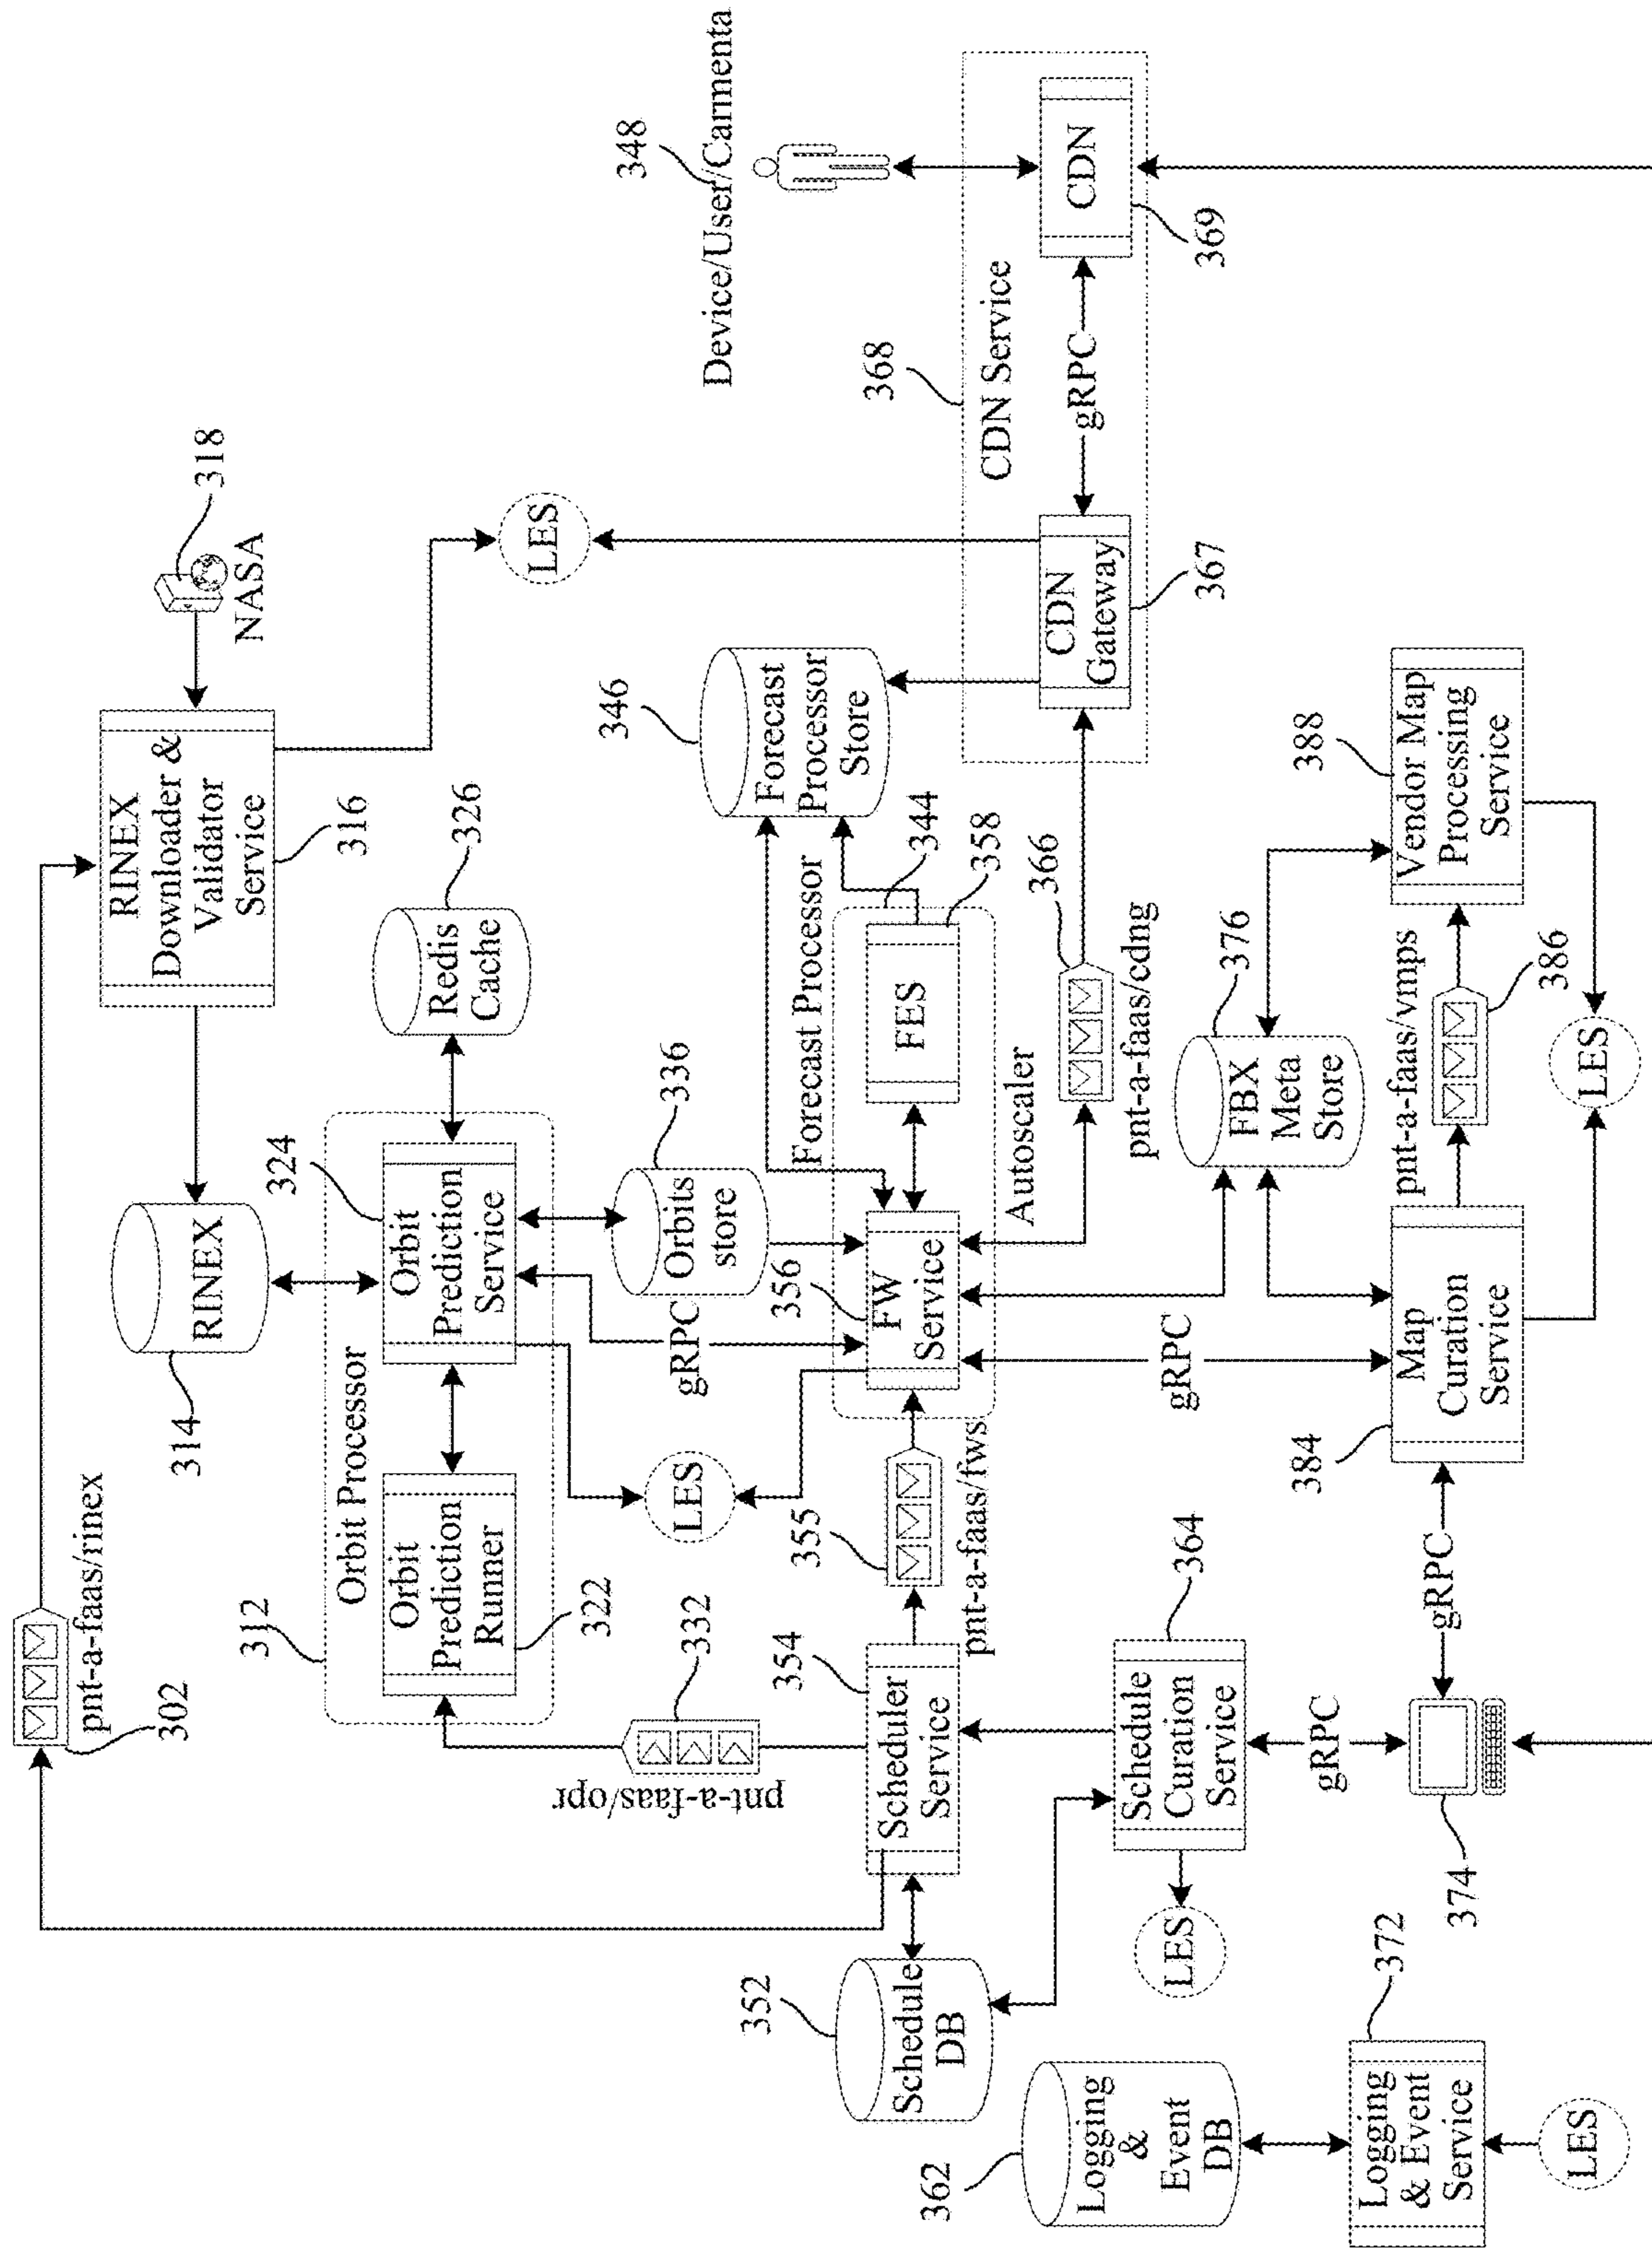 302
pnt-a-faas/rinex
314
RINEX
RINEX
Downloader &
Validator
Service
316
318
NASA
312
Orbit Processor
Orbit
Prediction
Runner
322
324
Orbit
Prediction
Service
326
Redis
Cache
LES
348
Device/User/Carmenta
pnt-a-faas/opr
332
LES
gRPC
336
Orbits
store
346
Forecast
Processor
Store
352
Schedule
DB
354
Scheduler
Service
355
pnt-a-faas/fws
356
FW
Service
Forecast Processor
FES
344
358
Autoscaler
366
pnt-a-faas/cdng
368
CDN Service
CDN
Gateway
367
gRPC
CDN
369
362
Logging
&
Event
DB
LES
364
Schedule
Curation
Service
gRPC
gRPC
376
FBX
Meta
Store
372
Logging
& Event
Service
LES
374
gRPC
384
Map
Curation
Service
pnt-a-faas/vmps
386
388
Vendor Map
Processing
Service
LES